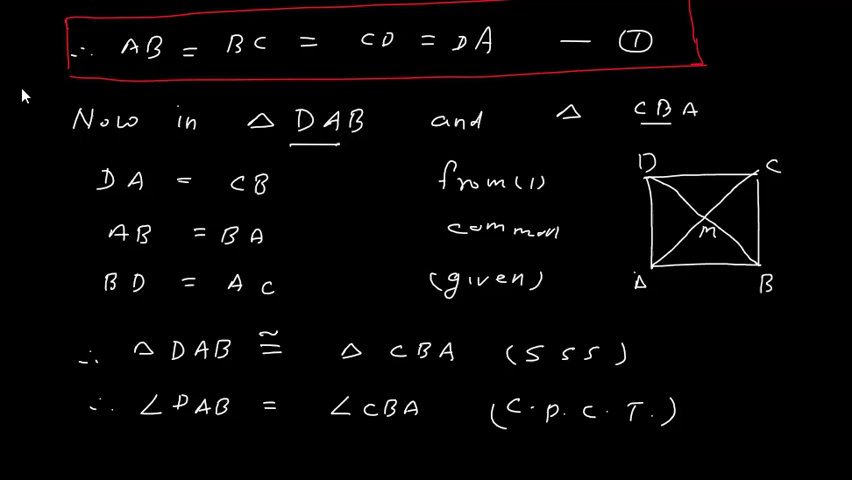 ∴ AB = BC = CD = DA — ①
Now in △ DAB and △ CBA
DA = CB from (1)
AB = BA common
BD = AC (given)
∴ △ DAB ≅ △ CBA (SSS)
∴ ∠DAB = ∠CBA (C.P.C.T.)
D C
M
A B